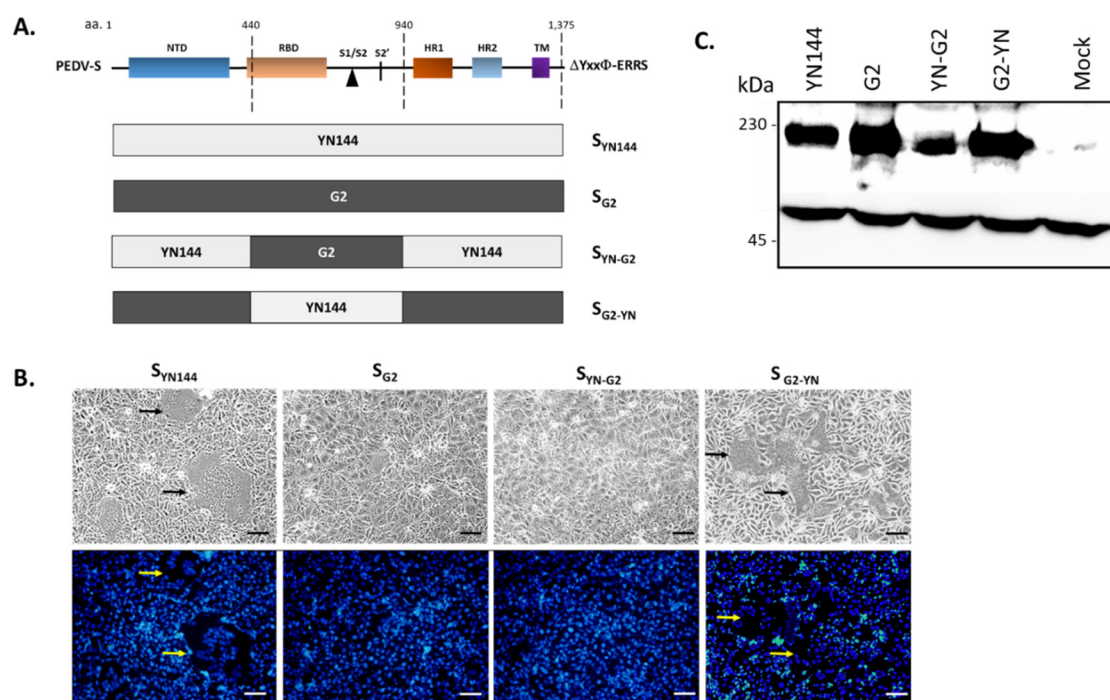 A.
aa. 1 440 940 1,375
NTD RBD S1/S2 S2' HR1 HR2 TM
PEDV-S ΔYxxΦ-ERRS
YN144 SYN144
G2 SG2
YN144 G2 YN144 SYN-G2
YN144 SG2-YN
B.
SYN144 SG2 SYN-G2 SG2-YN
C.
kDa YN144 G2 YN-G2 G2-YN Mock
230 -
45 -